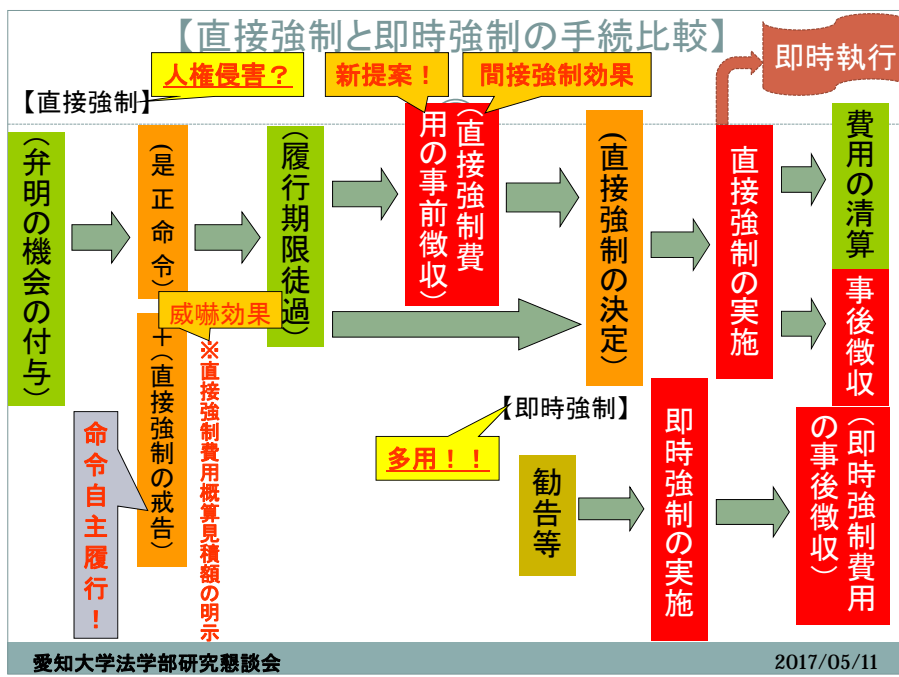 【直接強制と即時強制の手続比較】
即時執行
人権侵害？
新提案！
間接強制効果
【直接強制】
（弁明の機会の付与）
（是正命令）
＋（直接強制の戒告）
威嚇効果
※直接強制費用概算見積額の明示
命令自主履行！
（履行期限徒過）
（直接強制費
用の事前徴収）
（直接強制の決定）
直接強制の実施
費用の清算
事後徴収
【即時強制】
多用！！
勧告等
即時強制の実施
（即時強制費用
の事後徴収）
愛知大学法学部研究懇談会
2017/05/11